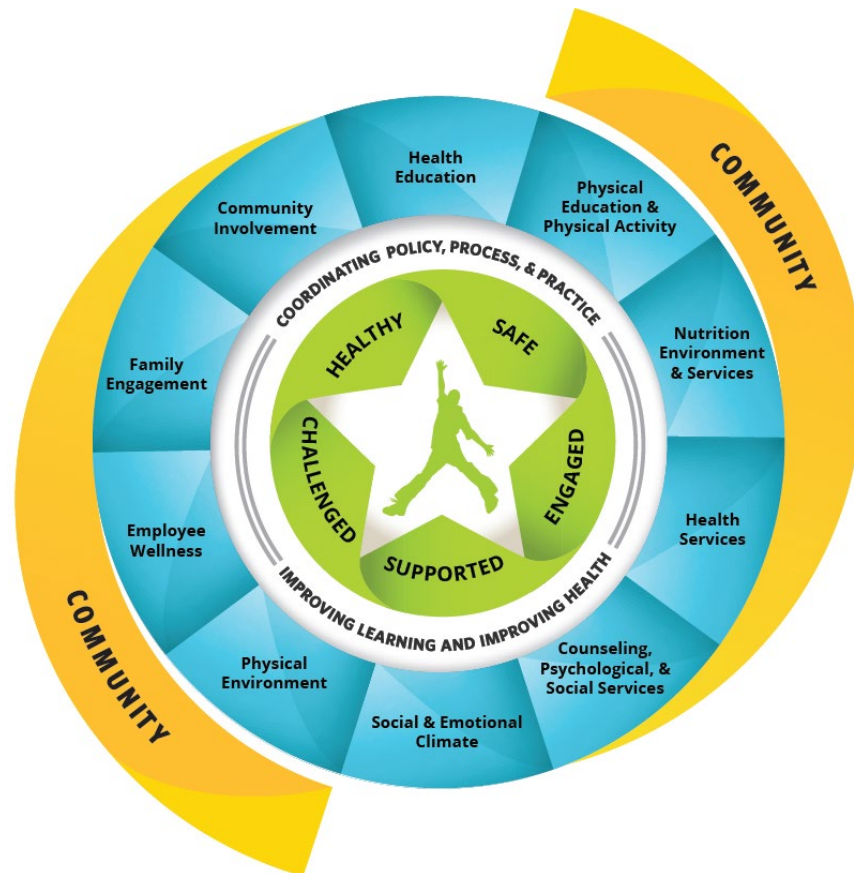 COMMUNITY
Health
Education
Physical
Education &
Physical Activity
Nutrition
Environment
& Services
Health
Services
Counseling,
Psychological, &
Social Services
Social & Emotional
Climate
Physical
Environment
Employee
Wellness
Family
Engagement
Community
Involvement
COORDINATING POLICY, PROCESS, & PRACTICE
IMPROVING LEARNING AND IMPROVING HEALTH
HEALTHY
SAFE
ENGAGED
SUPPORTED
CHALLENGED
COMMUNITY